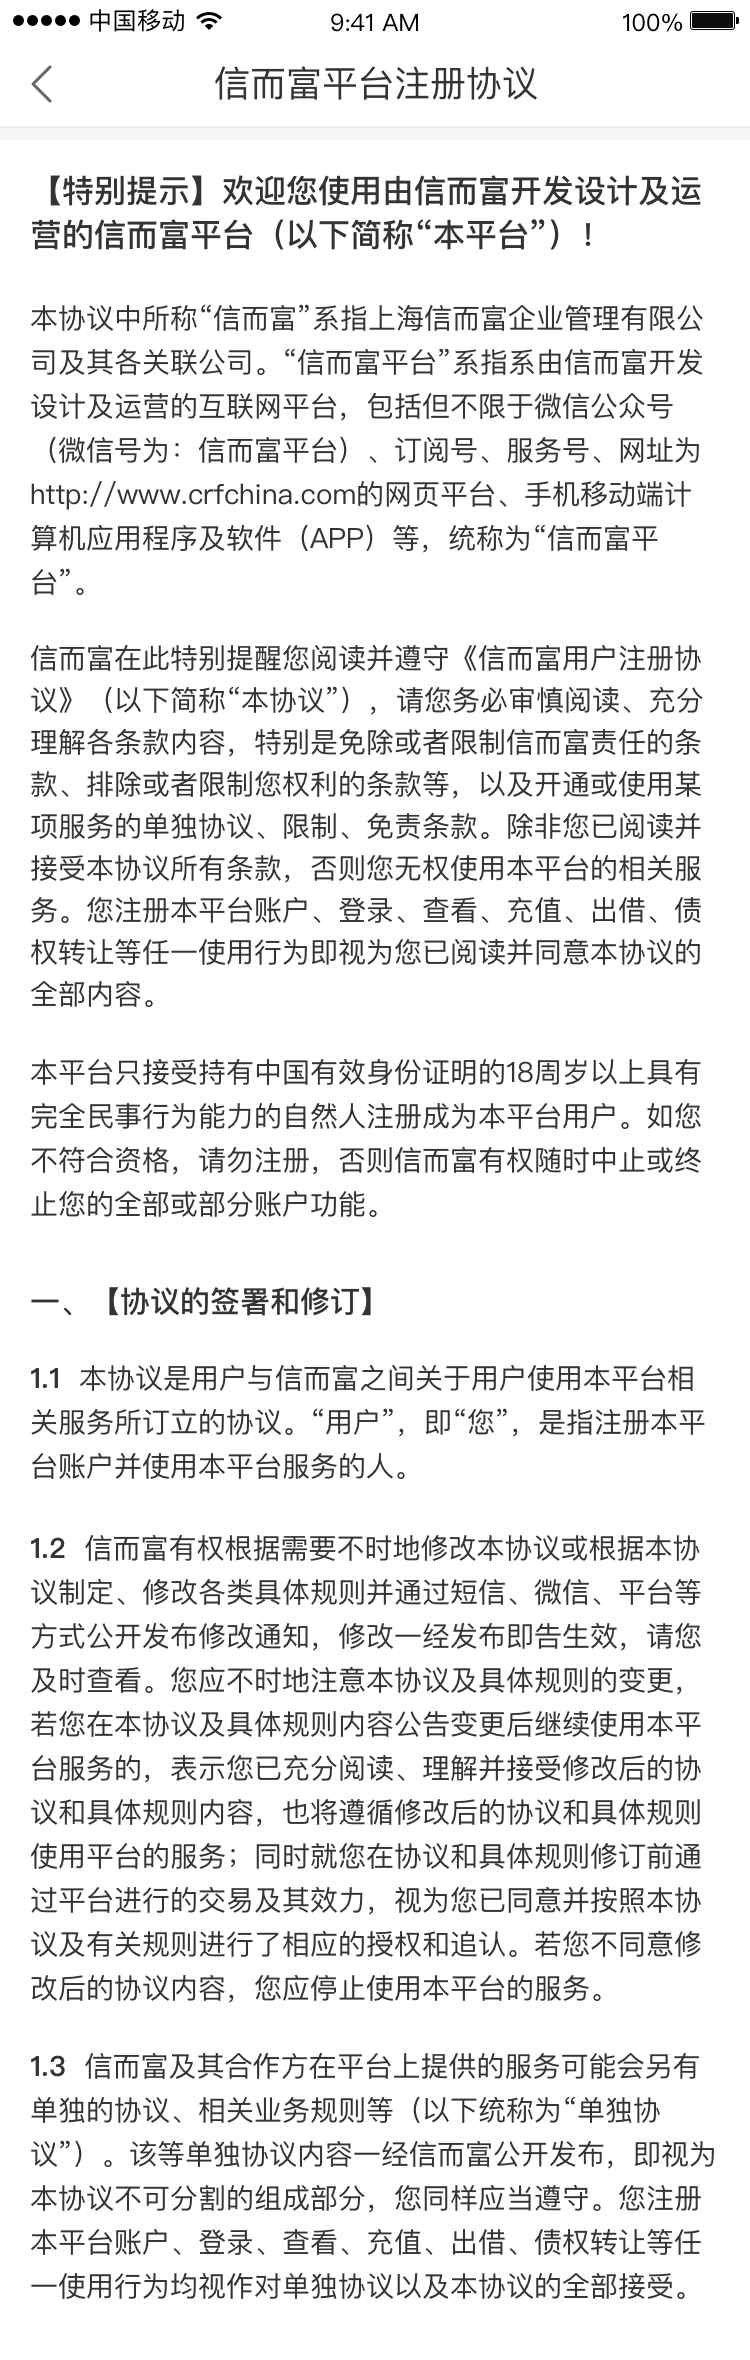 中国移动
9:41 AM
100%
信而富平台注册协议
【特别提示】欢迎您使用由信而富开发设计及运
营的信而富平台（以下简称“本平台”）！
本协议中所称“信而富”系指上海信而富企业管理有限公
司及其各关联公司。“信而富平台”系指系由信而富开发
设计及运营的互联网平台，包括但不限于微信公众号
（微信号为：信而富平台）、订阅号、服务号、网址为
http://www.crfchina.com的网页平台、手机移动端计
算机应用程序及软件（APP）等，统称为“信而富平
台”。
信而富在此特别提醒您阅读并遵守《信而富用户注册协
议》（以下简称“本协议”），请您务必审慎阅读、充分
理解各条款内容，特别是免除或者限制信而富责任的条
款、排除或者限制您权利的条款等，以及开通或使用某
项服务的单独协议、限制、免责条款。除非您已阅读并
接受本协议所有条款，否则您无权使用本平台的相关服
务。您注册本平台账户、登录、查看、充值、出借、债
权转让等任一使用行为即视为您已阅读并同意本协议的
全部内容。
本平台只接受持有中国有效身份证明的18周岁以上具有
完全民事行为能力的自然人注册成为本平台用户。如您
不符合资格，请勿注册，否则信而富有权随时中止或终
止您的全部或部分账户功能。
一、【协议的签署和修订】
1.1 本协议是用户与信而富之间关于用户使用本平台相
关服务所订立的协议。“用户”，即“您”，是指注册本平
台账户并使用本平台服务的人。
1.2 信而富有权根据需要不时地修改本协议或根据本协
议制定、修改各类具体规则并通过短信、微信、平台等
方式公开发布修改通知，修改一经发布即告生效，请您
及时查看。您应不时地注意本协议及具体规则的变更，
若您在本协议及具体规则内容公告变更后继续使用本平
台服务的，表示您已充分阅读、理解并接受修改后的协
议和具体规则内容，也将遵循修改后的协议和具体规则
使用平台的服务；同时就您在协议和具体规则修订前通
过平台进行的交易及其效力，视为您已同意并按照本协
议及有关规则进行了相应的授权和追认。若您不同意修
改后的协议内容，您应停止使用本平台的服务。
1.3 信而富及其合作方在平台上提供的服务可能会另有
单独的协议、相关业务规则等（以下统称为“单独协
议”）。该等单独协议内容一经信而富公开发布，即视为
本协议不可分割的组成部分，您同样应当遵守。您注册
本平台账户、登录、查看、充值、出借、债权转让等任
一使用行为均视作对单独协议以及本协议的全部接受。